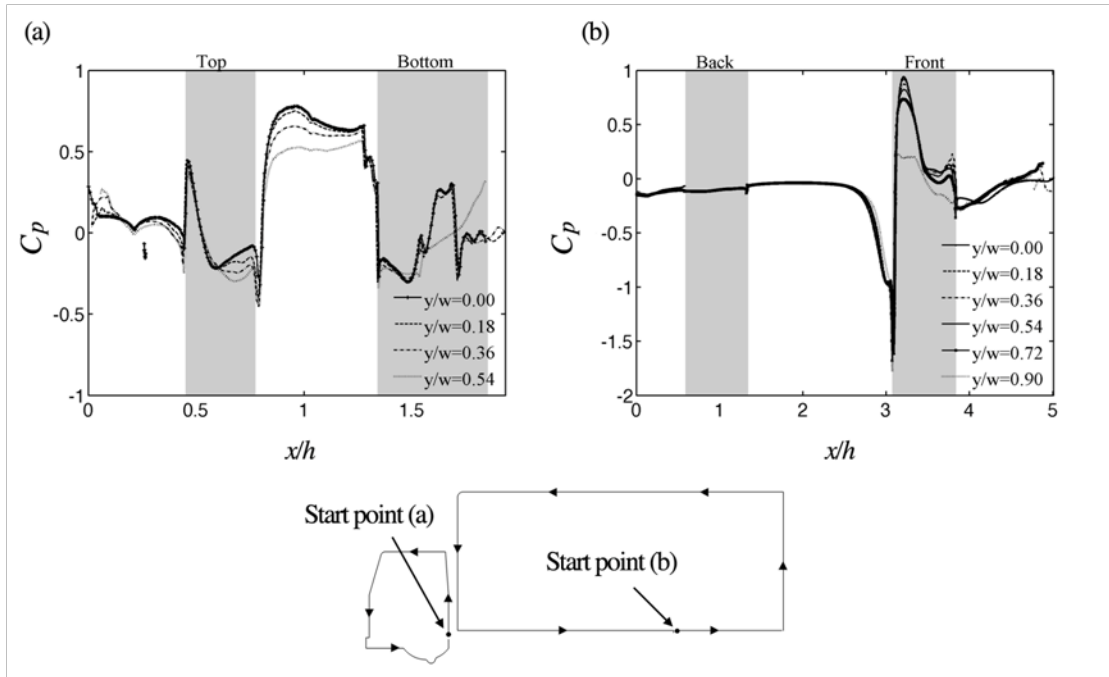 (a)
Top
Bottom
1
0.5
0
-0.5
-1
C_p
y/w=0.00
y/w=0.18
y/w=0.36
y/w=0.54
0
0.5
1
1.5
x/h
(b)
Back
Front
1
0.5
0
-0.5
-1
-1.5
-2
C_p
y/w=0.00
y/w=0.18
y/w=0.36
y/w=0.54
y/w=0.72
y/w=0.90
0
1
2
3
4
5
x/h
Start point (a)
Start point (b)